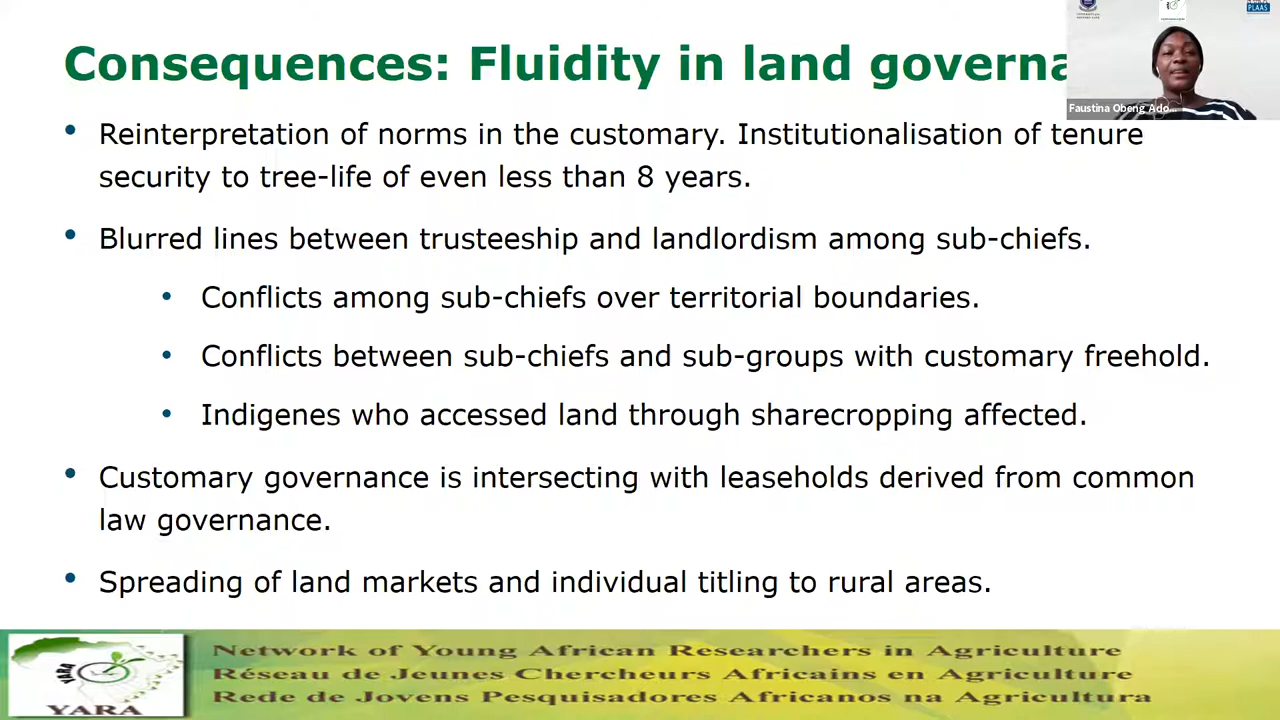 Consequences: Fluidity in land governa
Faustina Obeng Ado...
• Reinterpretation of norms in the customary. Institutionalisation of tenure
security to tree-life of even less than 8 years.
• Blurred lines between trusteeship and landlordism among sub-chiefs.
• Conflicts among sub-chiefs over territorial boundaries.
• Conflicts between sub-chiefs and sub-groups with customary freehold.
• Indigenes who accessed land through sharecropping affected.
• Customary governance is intersecting with leaseholds derived from common
law governance.
• Spreading of land markets and individual titling to rural areas.
YARA
YARA
Network of Young African Researchers in Agriculture
Réseau de Jeunes Chercheurs Africains en Agriculture
Rede de Jovens Pesquisadores Africanos na Agricultura
PLAAS